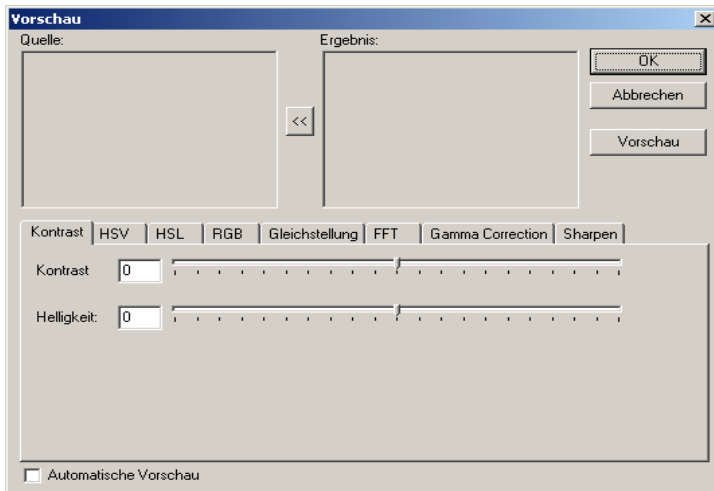 Vorschau
Quelle:
Ergebnis:
OK
Abbrechen
<<
Vorschau
Kontrast HSV HSL RGB Gleichstellung FFT Gamma Correction Sharpen
Kontrast 0
Helligkeit: 0
Automatische Vorschau